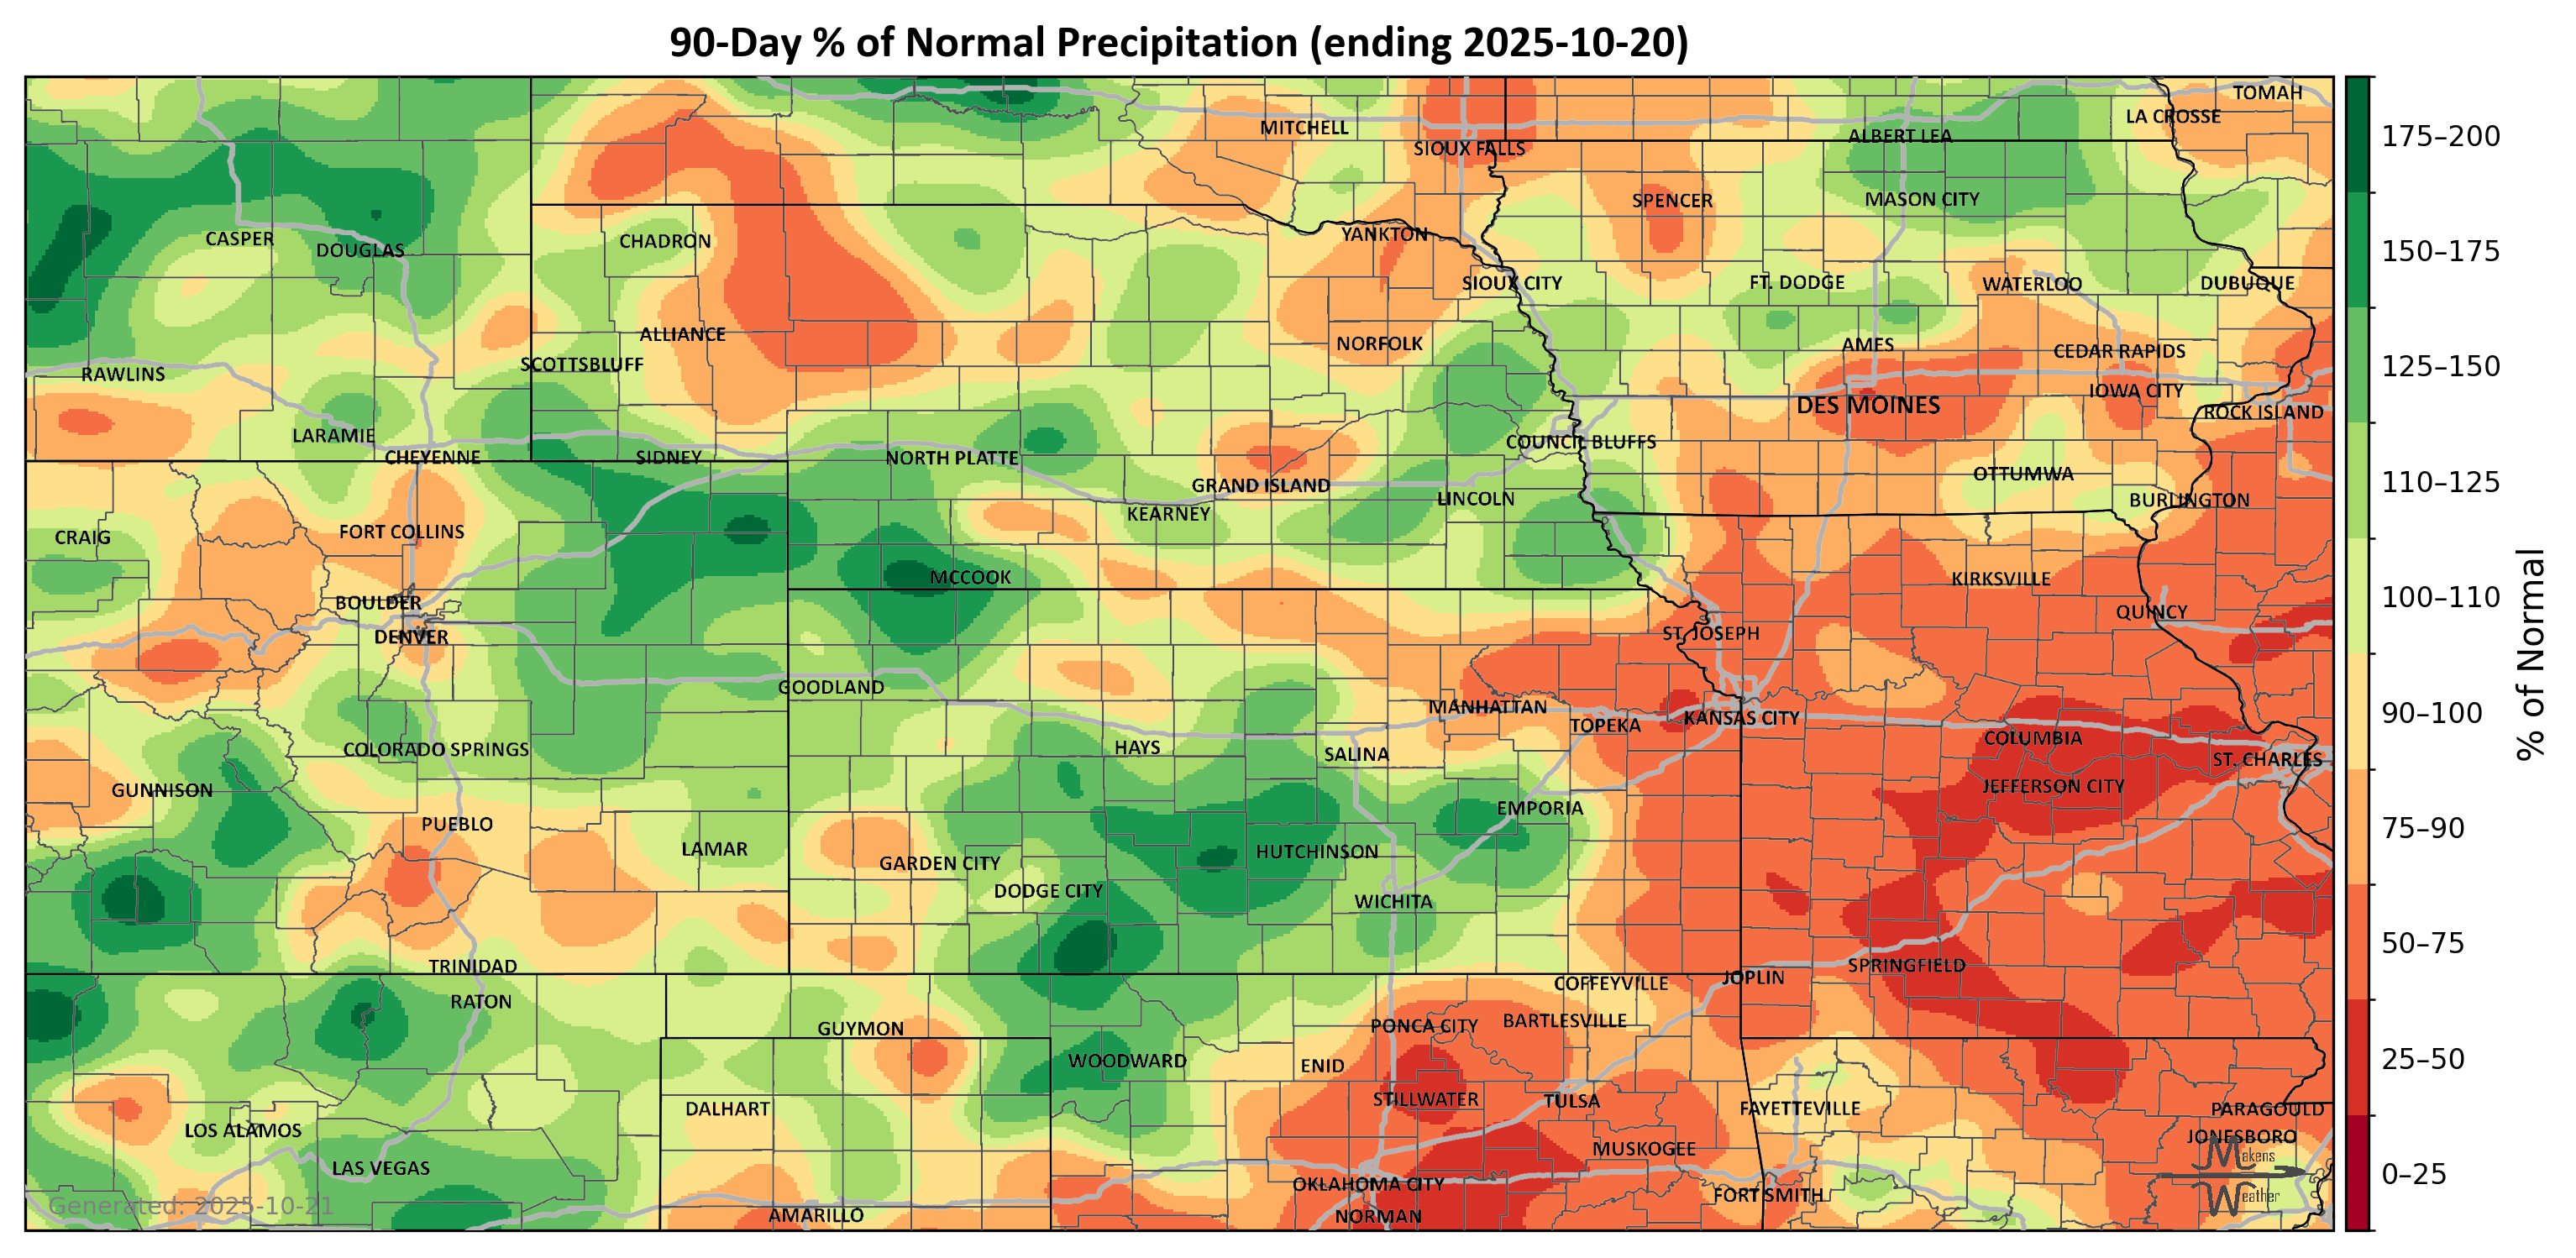 90-Day % of Normal Precipitation (ending 2025-10-20)
TOMAH
LA CROSSE
MITCHELL
ALBERT LEA
SIOUX FALLS
SPENCER
MASON CITY
CASPER
DOUGLAS
CHADRON
YANKTON
SIOUX CITY
FT. DODGE
WATERLOO
DUBUQUE
ALLIANCE
NORFOLK
AMES
CEDAR RAPIDS
SCOTTSBLUFF
RAWLINS
IOWA CITY
DES MOINES
ROCK ISLAND
LARAMIE
COUNCIL BLUFFS
CHEYENNE
SIDNEY
NORTH PLATTE
OTTUMWA
GRAND ISLAND
LINCOLN
BURLINGTON
KEARNEY
FORT COLLINS
CRAIG
MCCOOK
KIRKSVILLE
BOULDER
QUINCY
DENVER
ST. JOSEPH
GOODLAND
MANHATTAN
TOPEKA
KANSAS CITY
COLORADO SPRINGS
HAYS
SALINA
COLUMBIA
ST. CHARLES
GUNNISON
JEFFERSON CITY
EMPORIA
PUEBLO
LAMAR
GARDEN CITY
HUTCHINSON
DODGE CITY
WICHITA
TRINIDAD
SPRINGFIELD
JOPLIN
COFFEYVILLE
RATON
GUYMON
PONCA CITY
BARTLESVILLE
WOODWARD
ENID
STILLWATER
TULSA
DALHART
FAYETTEVILLE
PARAGOULD
LOS ALAMOS
JONESBORO
MUSKOGEE
LAS VEGAS
OKLAHOMA CITY
FORT SMITH
AMARILLO
NORMAN
Generated: 2025-10-21
Makens
Weather
175–200
150–175
125–150
110–125
100–110
90–100
75–90
50–75
25–50
0–25
% of Normal